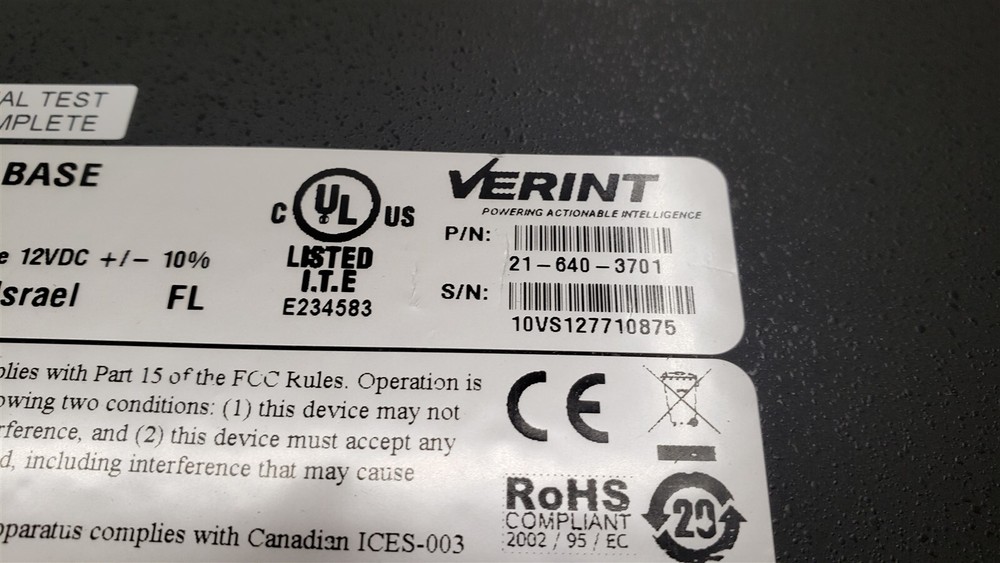 AL TEST
MPLETE
BASE
e 12VDC +/- 10%
srael FL
C UL US
LISTED
I.T.E
E234583
VERINT
POWERING ACTIONABLE INTELLIGENCE
P/N:
21-640-3701
S/N:
10VS127710875
plies with Part 15 of the FCC Rules. Operation is
owing two conditions: (1) this device may not
rference, and (2) this device must accept any
d, including interference that may cause
pparatus complies with Canadian ICES-003
CE
RoHS
COMPLIANT
2002 / 95 / EC
20